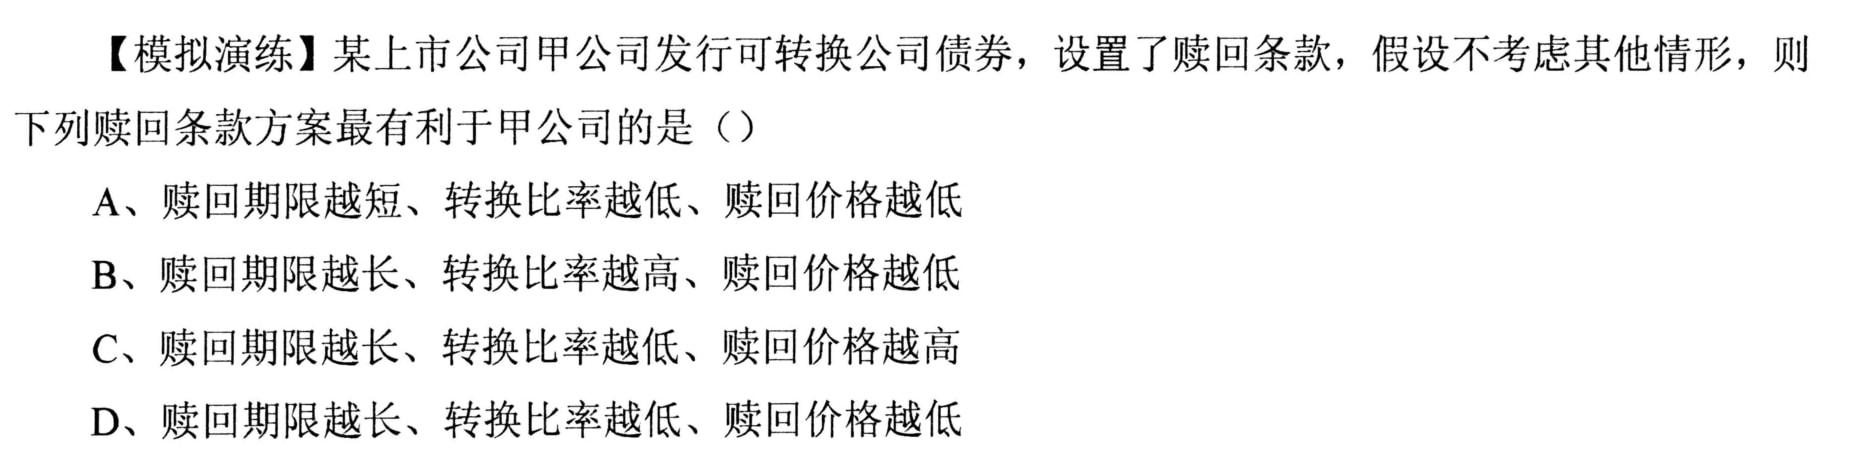 【模拟演练】某上市公司甲公司发行可转换公司债券，设置了赎回条款，假设不考虑其他情形，则
下列赎回条款方案最有利于甲公司的是（）
A、赎回期限越短、转换比率越低、赎回价格越低
B、赎回期限越长、转换比率越高、赎回价格越低
C、赎回期限越长、转换比率越低、赎回价格越高
D、赎回期限越长、转换比率越低、赎回价格越低